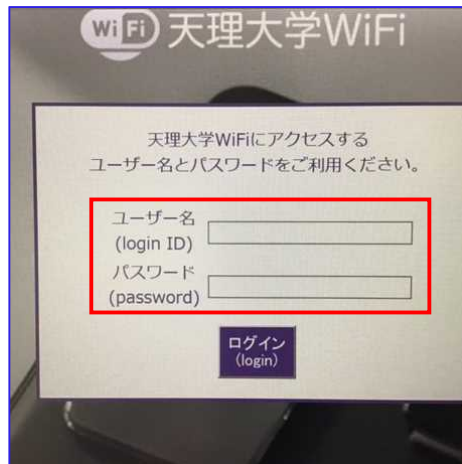 WiFi 天理大学WiFi
天理大学WiFiにアクセスする
ユーザー名とパスワードをご利用ください。
ユーザー名
(login ID)
パスワード
(password)
ログイン
(login)